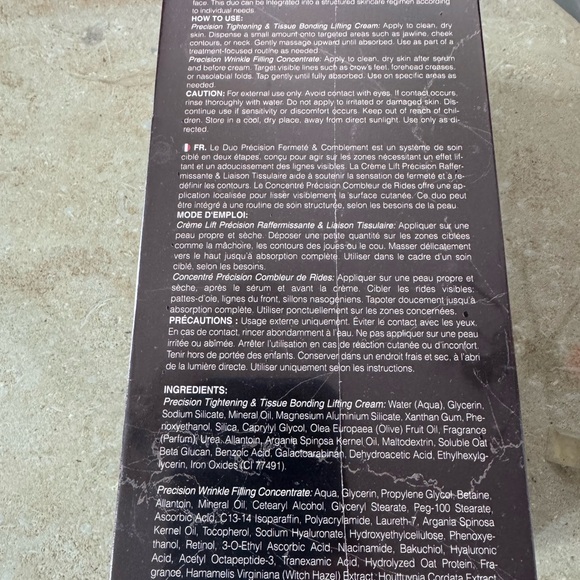 face. This duo can be integrated into a structured skincare regimen according
to individual needs.
HOW TO USE:
Precision Tightening & Tissue Bonding Lifting Cream: Apply to clean, dry
skin. Dispense a small amount onto targeted areas such as jawline, cheek
contours, or neck. Gently massage upward until absorbed. Use as part of a
treatment-focused routine as needed.
Precision Wrinkle Filling Concentrate: Apply to clean, dry skin after serum
and before cream. Target visible lines such as crow's feet, forehead creases,
or nasolabial folds. Tap gently until fully absorbed. Use on specific areas as
needed.
CAUTION: For external use only. Avoid contact with eyes. If contact occurs,
rinse thoroughly with water. Do not apply to irritated or damaged skin. Dis-
continue use if sensitivity or discomfort occurs. Keep out of reach of chil-
dren. Store in a cool, dry place, away from direct sunlight. Use only as di-
rected.
FR. Le Duo Précision Fermeté & Comblement est un système de soin
ciblé en deux étapes, conçu pour agir sur les zones nécessitant un effet lif-
tant et un adoucissement des lignes visibles. La Crème Lift Précision Raffer-
missante & Liaison Tissulaire aide à soutenir la sensation de fermeté et à re-
définir les contours. Le Concentré Précision Combleur de Rides offre une ap-
plication localisée pour lisser visiblement la surface cutanée. Ce duo peut
être intégré à une routine de soin structurée, selon les besoins de la peau.
MODE D'EMPLOI:
Crème Lift Précision Raffermissante & Liaison Tissulaire: Appliquer sur une
peau propre et sèche. Déposer une petite quantité sur les zones ciblées
comme la mâchoire, les contours des joues ou le cou. Masser délicatement
vers le haut jusqu'à absorption complète. Utiliser dans le cadre d'un soin
ciblé, selon les besoins.
Concentré Précision Combleur de Rides: Appliquer sur une peau propre et
sèche, après le sérum et avant la crème. Cibler les rides visibles:
pattes-d'oie, lignes du front, sillons nasogéniens. Tapoter doucement jusqu'à
absorption complète. Utiliser ponctuellement sur les zones concernées.
PRÉCAUTIONS : Usage externe uniquement. Éviter le contact avec les yeux.
En cas de contact, rincer abondamment à l'eau. Ne pas appliquer sur une peau
irritée ou abîmée. Arrêter l'utilisation en cas de réaction cutanée ou d'inconfort.
Tenir hors de portée des enfants. Conserver dans un endroit frais et sec, à l'abri
de la lumière directe. Utiliser uniquement selon les instructions.
INGREDIENTS:
Precision Tightening & Tissue Bonding Lifting Cream: Water (Aqua), Glycerin,
Sodium Silicate, Mineral Oil, Magnesium Aluminium Silicate, Xanthan Gum, Phe-
noxyethanol, Silica, Caprylyl Glycol, Olea Europaea (Olive) Fruit Oil, Fragrance
(Parfum), Urea, Allanton, Argania Spinpsa Kernel Oil, Maltodextrin, Soluble Oat
Beta Glucan, Benzolc Acid, Galactoarabinan, Dehydroacetic Acid, Ethylhexylg-
lycerin, Iron Oxides (CI 77491).
Precision Wrinkle Filling Concentrate: Aqua, Glycerin, Propylene Glycol, Betaine,
Allantoin, Mineral Oil, Cetearyl Alcohol, Glyceryl Stearate, Peg-100 Stearate,
Ascorbic Acid, C13-14 Isoparaffin, Polyacrylamide, Laureth-7, Argania Spinosa
Kernel Oil, Tocopherol, Sodium Hyaluronate, Hydroxyethylcellulose, Phenoxye-
thanol, Retinol, 3-O-Ethyl Ascorbic Acid, Niacinamide, Bakuchiol, Hyaluronic
Acid, Acetyl Octapeptide-3, Tranexamic Acid, Hydrolyzed Oat Protein, Fra-
grance, Hamamelis Virginiana (Witch Hazel) Extract, Houttuynia Cordata Extract